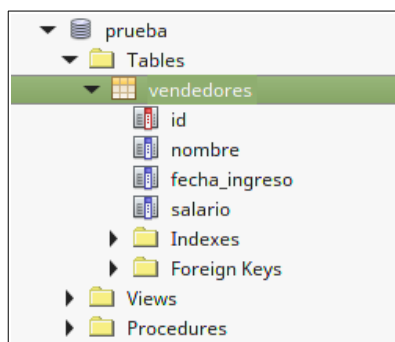 prueba
Tables
vendedores
id
nombre
fecha_ingreso
salario
Indexes
Foreign Keys
Views
Procedures